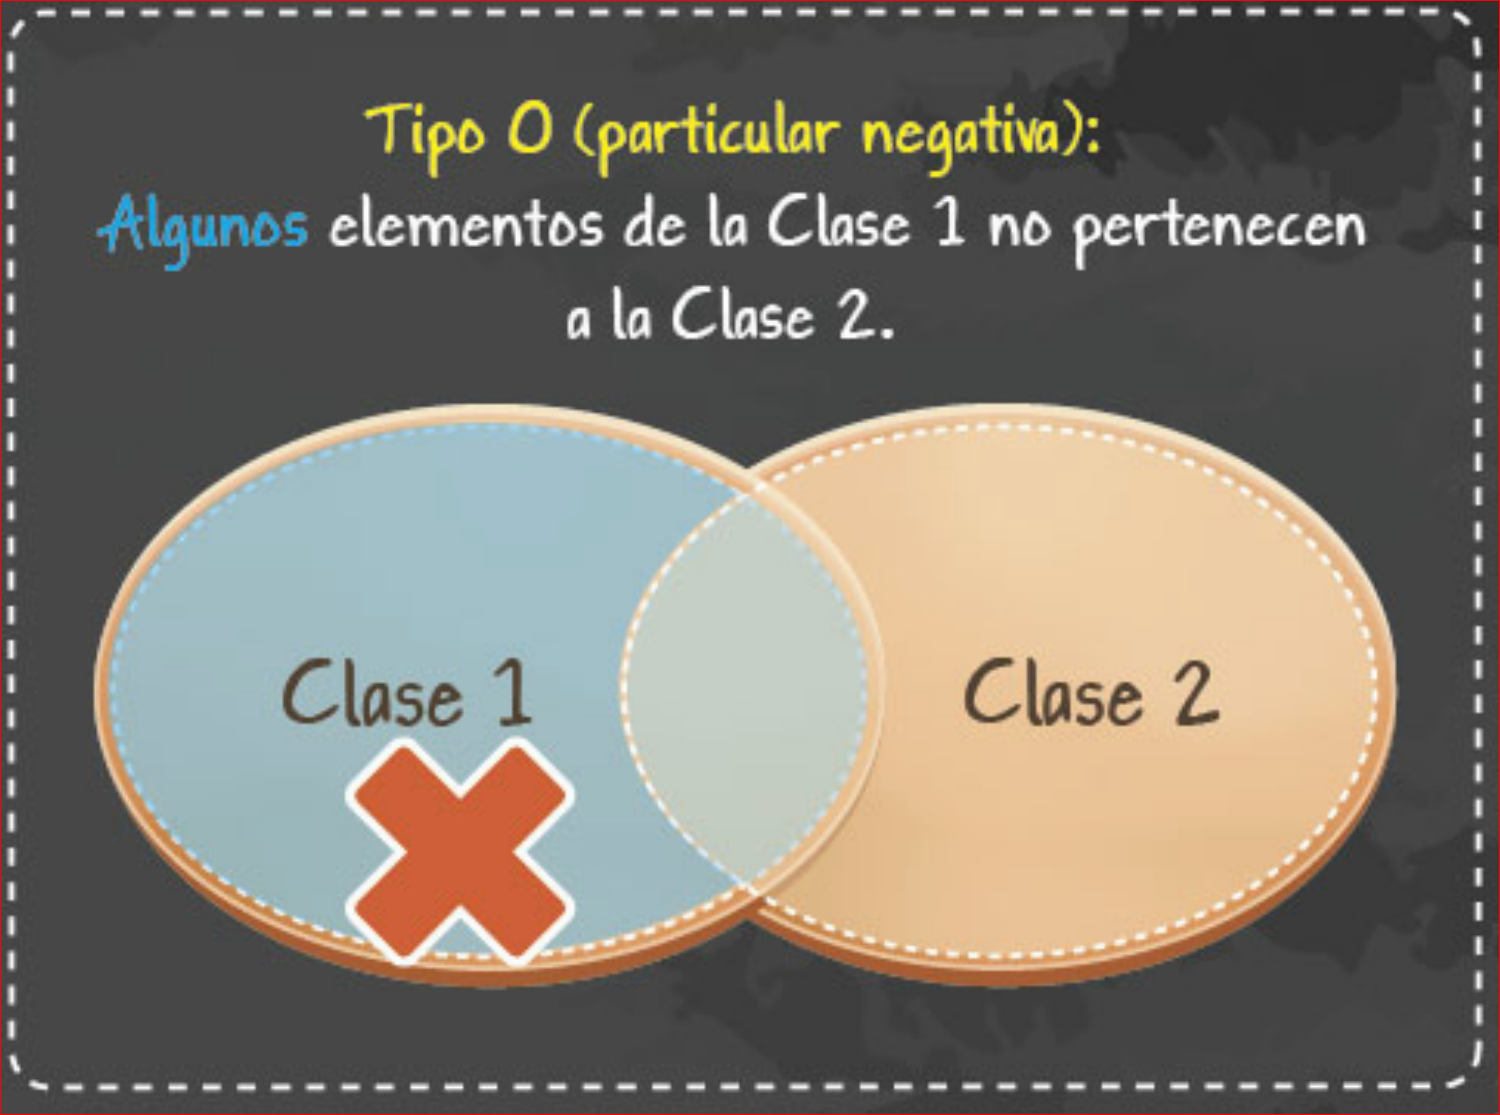 Tipo O (particular negativa):
Algunos elementos de la Clase 1 no pertenecen
a la Clase 2.
Clase 1
Clase 2